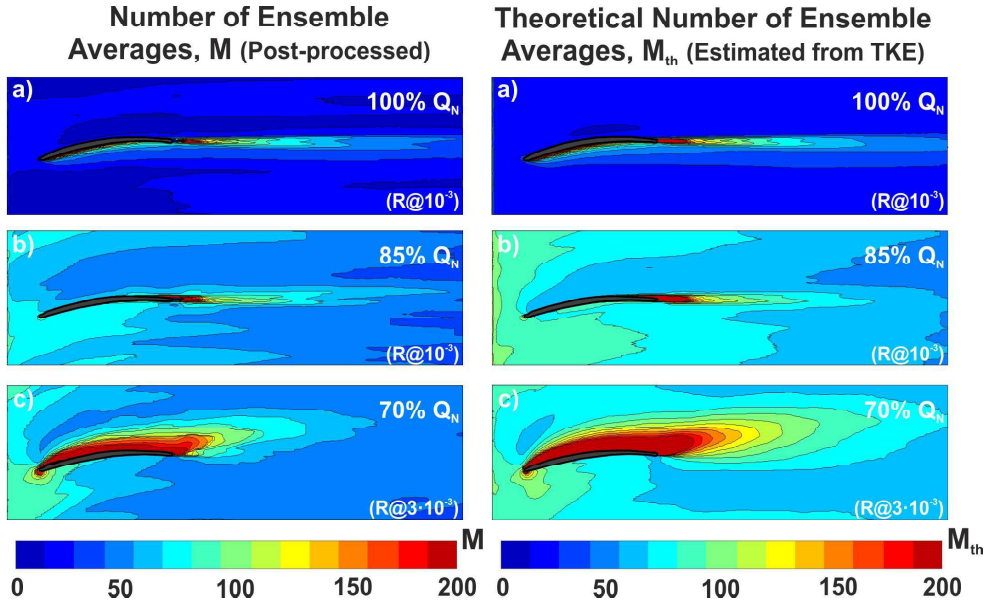 Number of Ensemble
Averages, M (Post-processed)
Theoretical Number of Ensemble
Averages, Mth (Estimated from TKE)
a)
100% QN
(R@10⁻³)
a)
100% QN
(R@10⁻³)
b)
85% QN
(R@10⁻³)
b)
85% QN
(R@10⁻³)
c)
70% QN
(R@3·10⁻³)
c)
70% QN
(R@3·10⁻³)
M
0 50 100 150 200
Mth
0 50 100 150 200